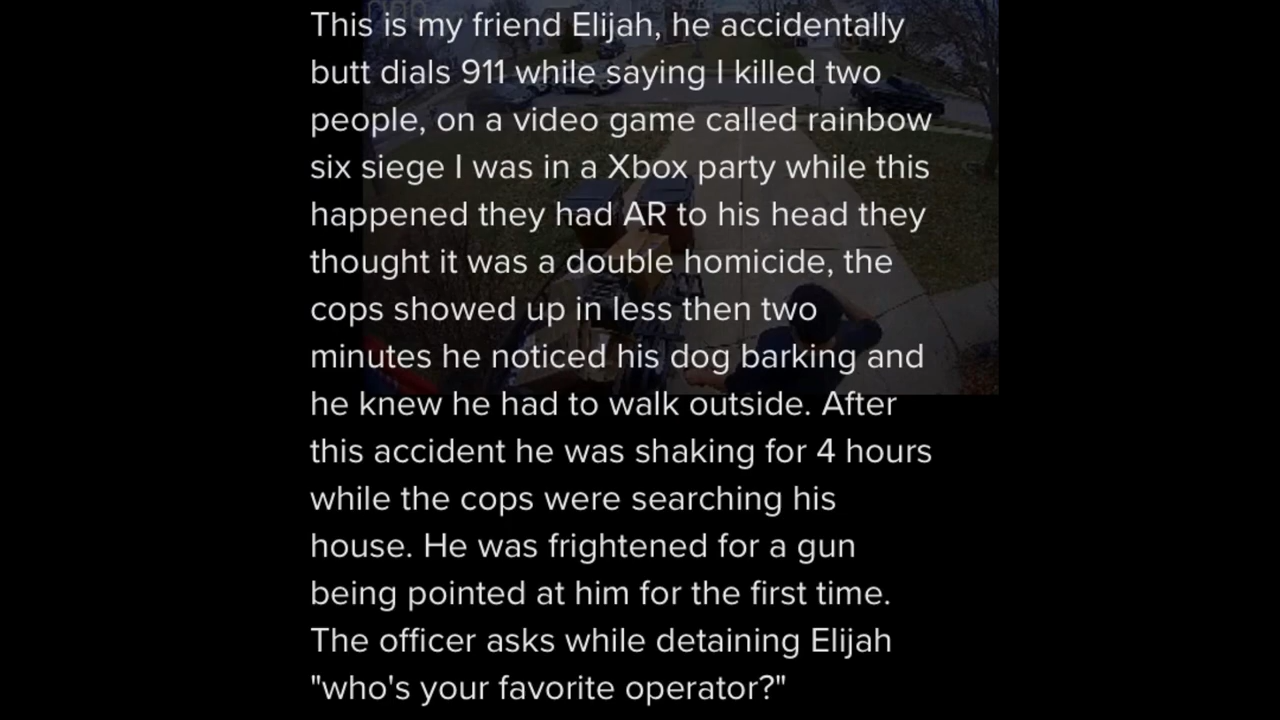 This is my friend Elijah, he accidentally
butt dials 911 while saying I killed two
people, on a video game called rainbow
six siege I was in a Xbox party while this
happened they had AR to his head they
thought it was a double homicide, the
cops showed up in less then two
minutes he noticed his dog barking and
he knew he had to walk outside. After
this accident he was shaking for 4 hours
while the cops were searching his
house. He was frightened for a gun
being pointed at him for the first time.
The officer asks while detaining Elijah
"who's your favorite operator?"